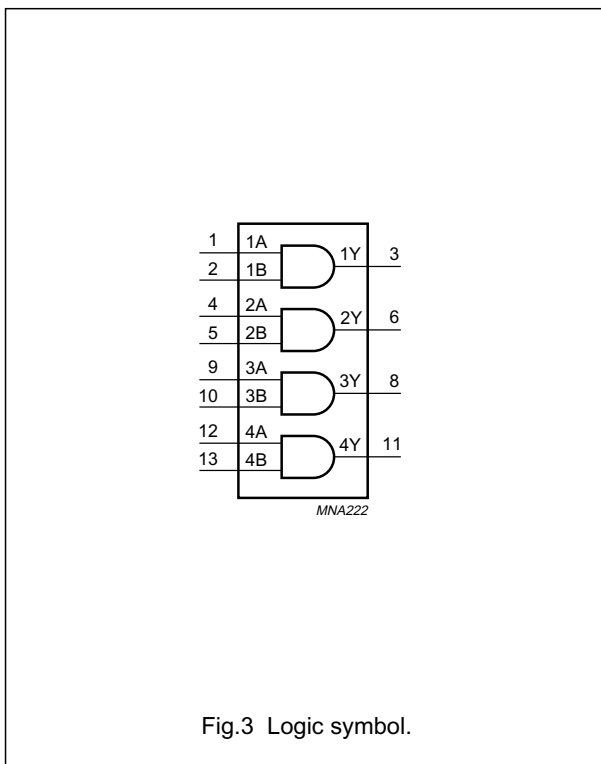 1 1A 1Y 3
2 1B
4 2A 2Y 6
5 2B
9 3A 3Y 8
10 3B
12 4A 4Y 11
13 4B
MNA222
Fig.3 Logic symbol.